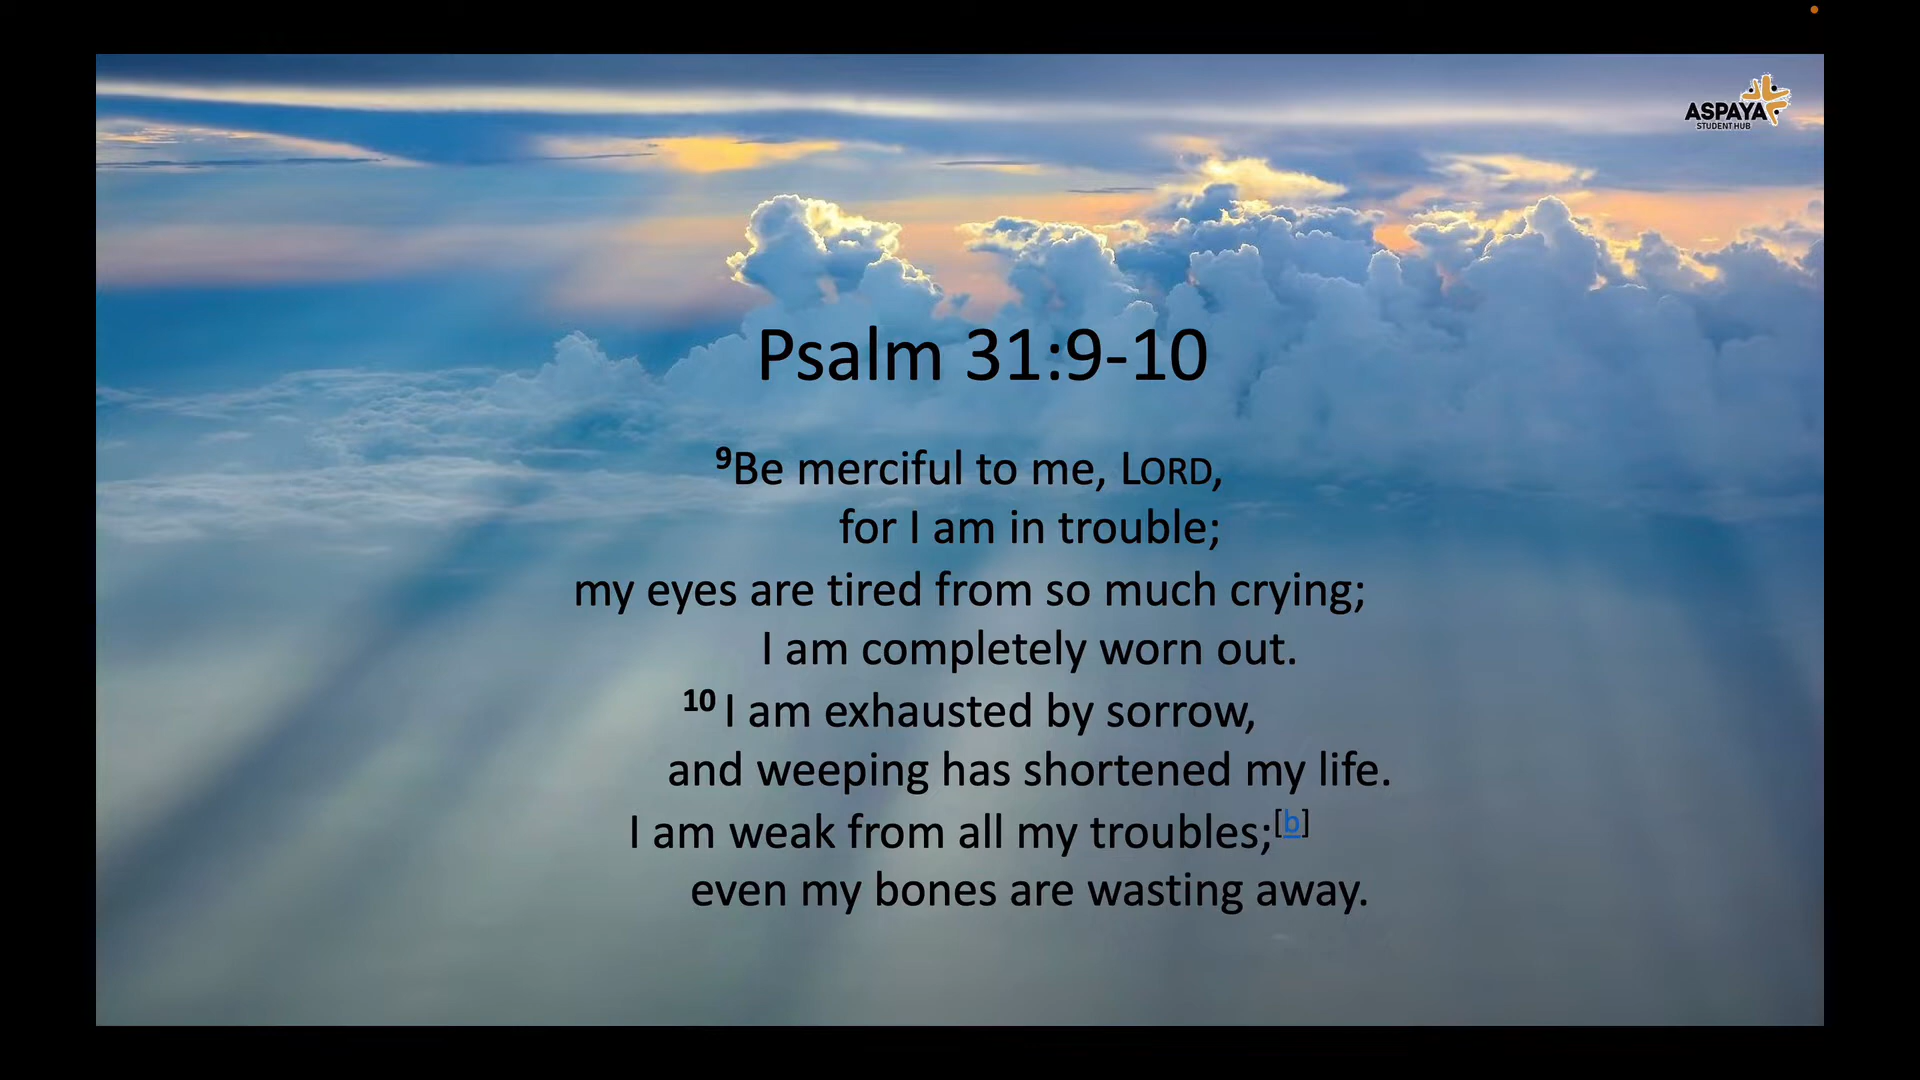 ASPAYA
STUDENT HUB
Psalm 31:9-10
⁹Be merciful to me, LORD,
for I am in trouble;
my eyes are tired from so much crying;
I am completely worn out.
¹⁰ I am exhausted by sorrow,
and weeping has shortened my life.
I am weak from all my troubles;[b]
even my bones are wasting away.